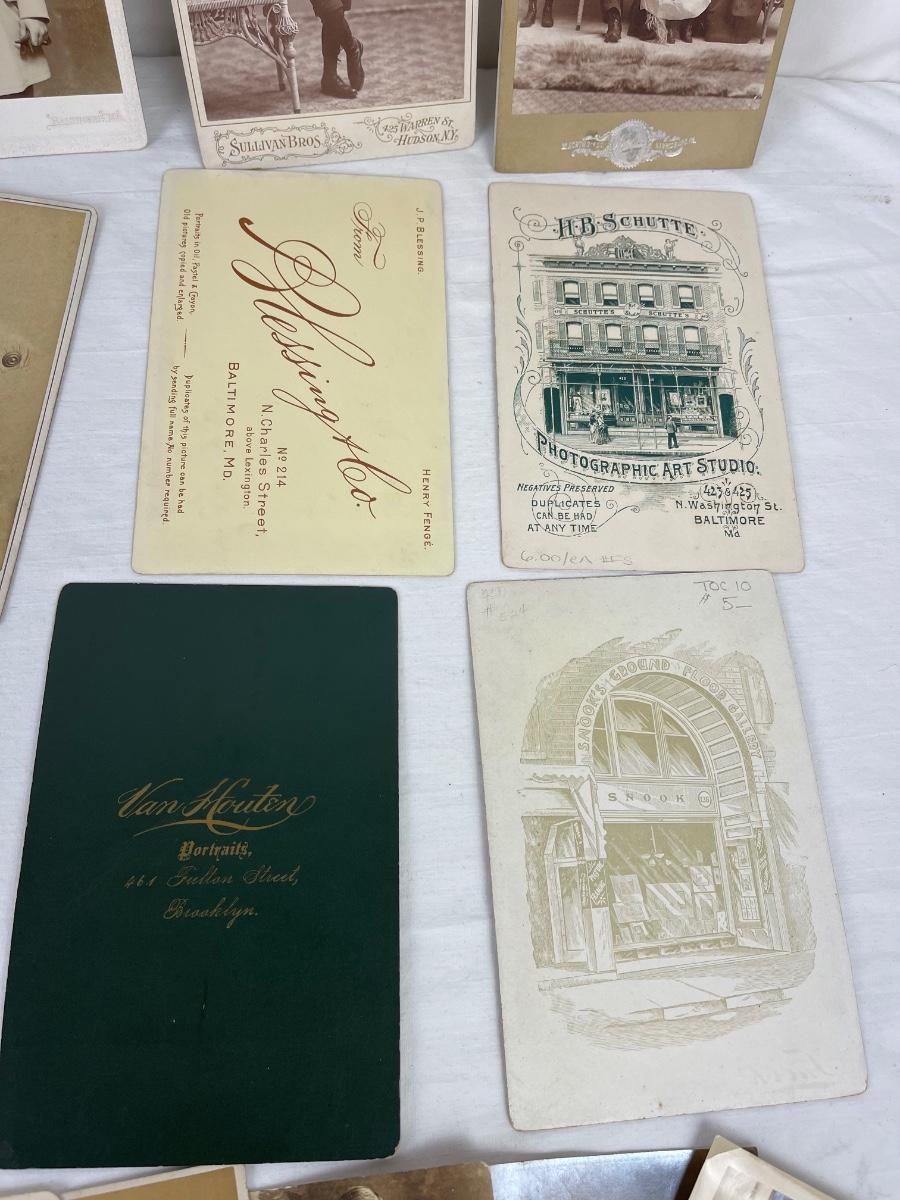 SULLIVAN BROS.
425 WARREN ST.
HUDSON, N.Y.
J. P. BLESSING.
HENRY FENGE.
From
Blessing & Co.
Nº 214
N. Charles Street,
above Lexington.
BALTIMORE, MD.
Portraits in Oil, Pastel & Crayon.
Old pictures copied and enlarged.
Duplicates of this picture can be had
by sending full name. No number required.
H. B. SCHUTTE.
SCHUTTE'S SCHUTTE'S
PHOTOGRAPHIC ART STUDIO.
NEGATIVES PRESERVED
DUPLICATES
CAN BE HAD
AT ANY TIME
423 & 425
N. Washington St.
BALTIMORE
Md
6.00/EA
Van Houten
Portraits,
461 Fulton Street,
Brooklyn.
TOC 10
# 5—
SNOOK'S GROUND FLOOR GALLERY
SNOOK